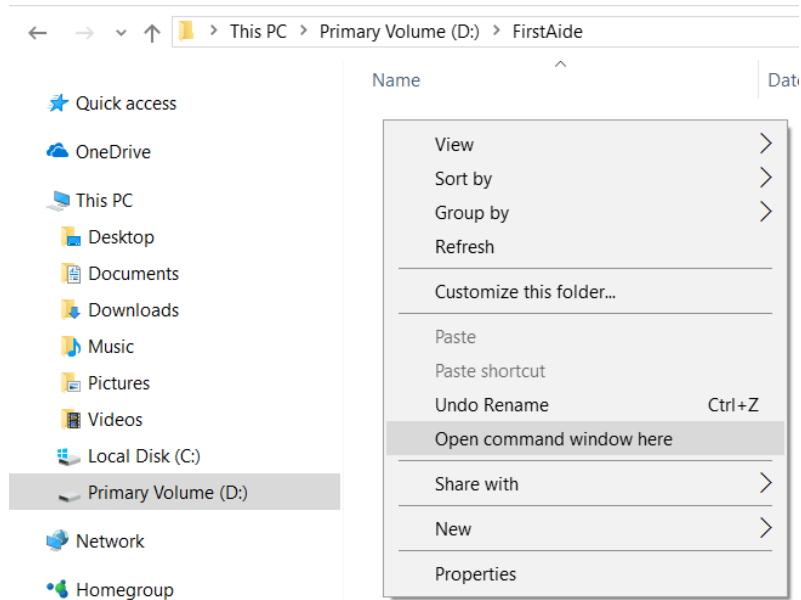 This PC > Primary Volume (D:) > FirstAide
Name
Quick access
OneDrive
This PC
Desktop
Documents
Downloads
Music
Pictures
Videos
Local Disk (C:)
Primary Volume (D:)
Network
Homegroup
View
Sort by
Group by
Refresh
Customize this folder...
Paste
Paste shortcut
Undo Rename Ctrl+Z
Open command window here
Share with
New
Properties